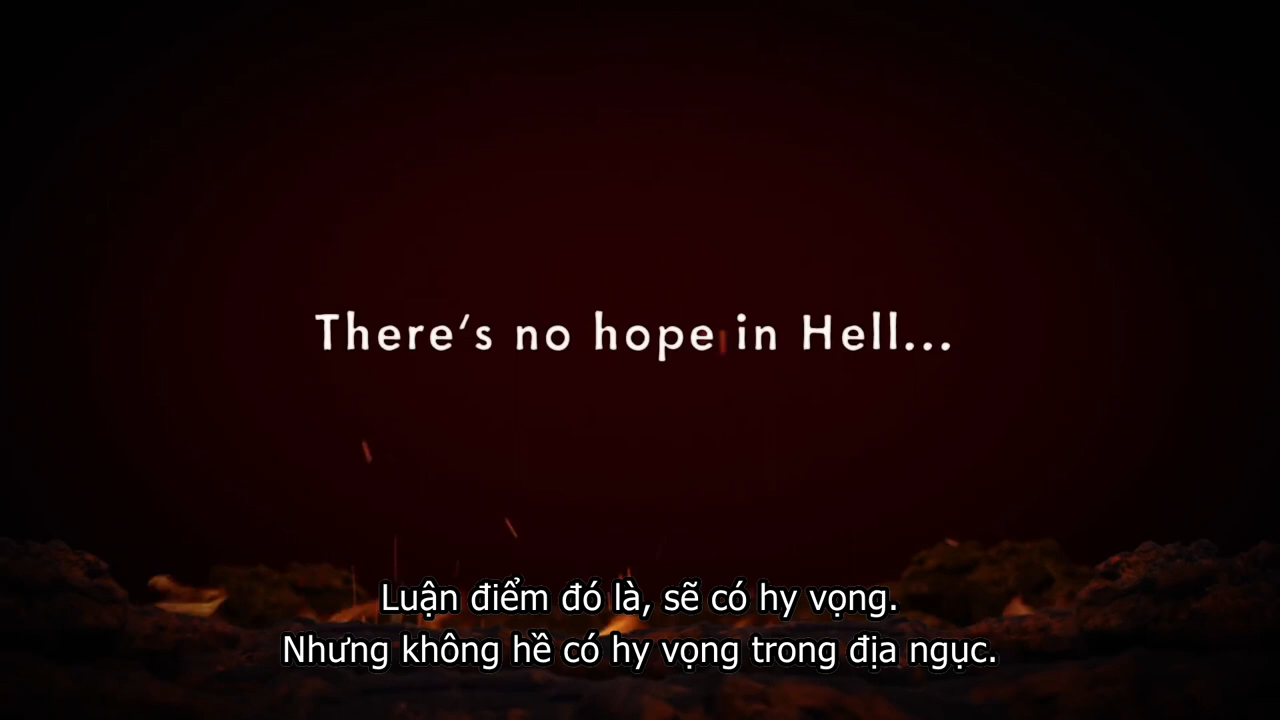 There's no hope in Hell...
Luận điểm đó là, sẽ có hy vọng.
Nhưng không hề có hy vọng trong địa ngục.